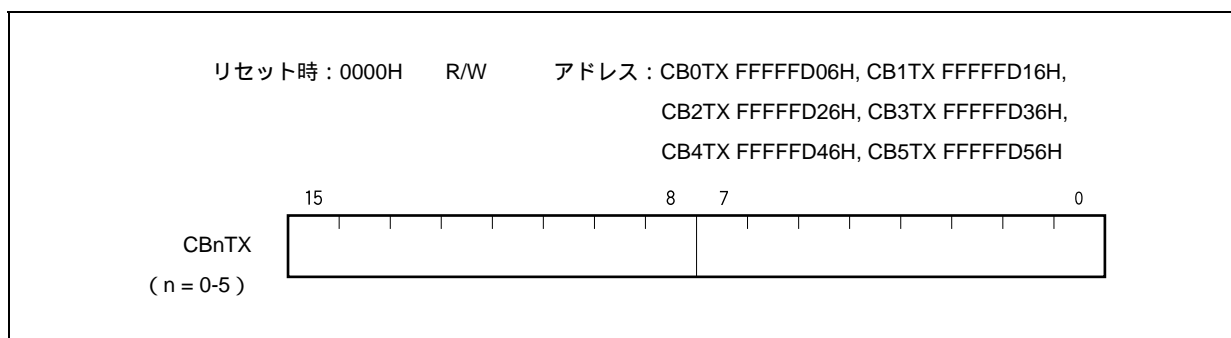 リセット時：0000H R/W アドレス：CB0TX FFFFFD06H, CB1TX FFFFFD16H,
CB2TX FFFFFD26H, CB3TX FFFFFD36H,
CB4TX FFFFFD46H, CB5TX FFFFFD56H
15 8 7 0
CBnTX
（n = 0-5）